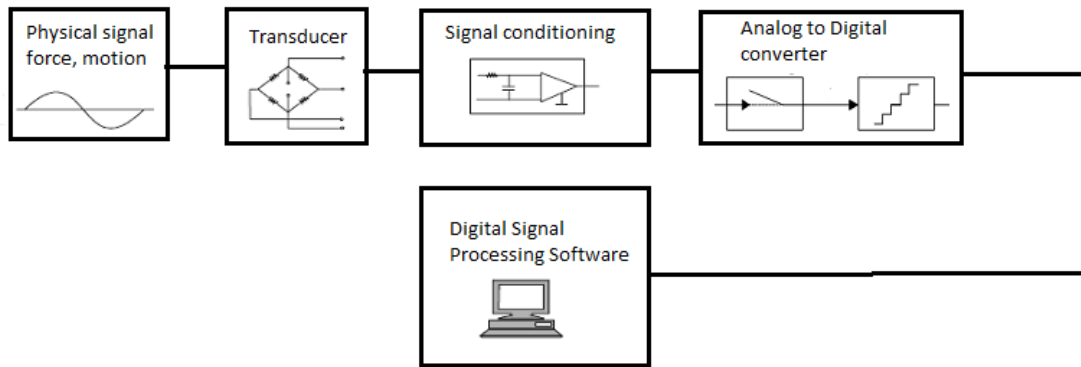 Physical signal
force, motion
Transducer
Signal conditioning
Analog to Digital
converter
Digital Signal
Processing Software